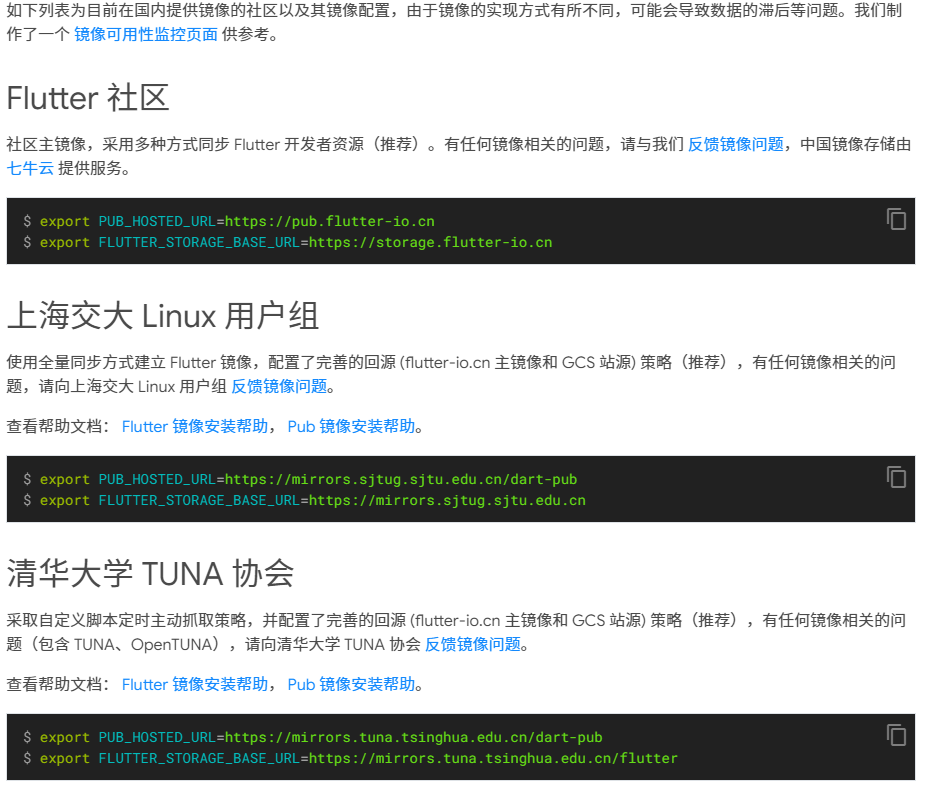 如下列表为目前在国内提供镜像的社区以及其镜像配置，由于镜像的实现方式有所不同，可能会导致数据的滞后等问题。我们制
作了一个 镜像可用性监控页面 供参考。
Flutter 社区
社区主镜像，采用多种方式同步 Flutter 开发者资源（推荐）。有任何镜像相关的问题，请与我们 反馈镜像问题，中国镜像存储由
七牛云 提供服务。
$ export PUB_HOSTED_URL=https://pub.flutter-io.cn
$ export FLUTTER_STORAGE_BASE_URL=https://storage.flutter-io.cn
上海交大 Linux 用户组
使用全量同步方式建立 Flutter 镜像，配置了完善的回源 (flutter-io.cn 主镜像和 GCS 站源) 策略（推荐），有任何镜像相关的问
题，请向上海交大 Linux 用户组 反馈镜像问题。
查看帮助文档： Flutter 镜像安装帮助， Pub 镜像安装帮助。
$ export PUB_HOSTED_URL=https://mirrors.sjtug.sjtu.edu.cn/dart-pub
$ export FLUTTER_STORAGE_BASE_URL=https://mirrors.sjtug.sjtu.edu.cn
清华大学 TUNA 协会
采取自定义脚本定时主动抓取策略，并配置了完善的回源 (flutter-io.cn 主镜像和 GCS 站源) 策略（推荐），有任何镜像相关的问
题（包含 TUNA、OpenTUNA），请向清华大学 TUNA 协会 反馈镜像问题。
查看帮助文档： Flutter 镜像安装帮助， Pub 镜像安装帮助。
$ export PUB_HOSTED_URL=https://mirrors.tuna.tsinghua.edu.cn/dart-pub
$ export FLUTTER_STORAGE_BASE_URL=https://mirrors.tuna.tsinghua.edu.cn/flutter